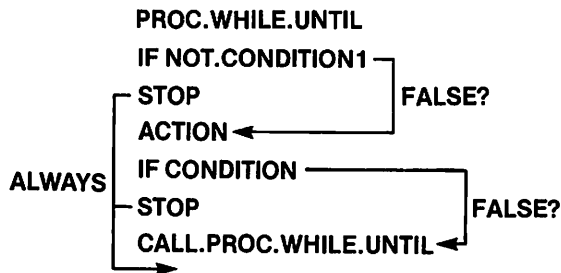 PROC.WHILE.UNTIL
IF NOT.CONDITION1
STOP FALSE?
ACTION
IF CONDITION
ALWAYS
STOP FALSE?
CALL.PROC.WHILE.UNTIL